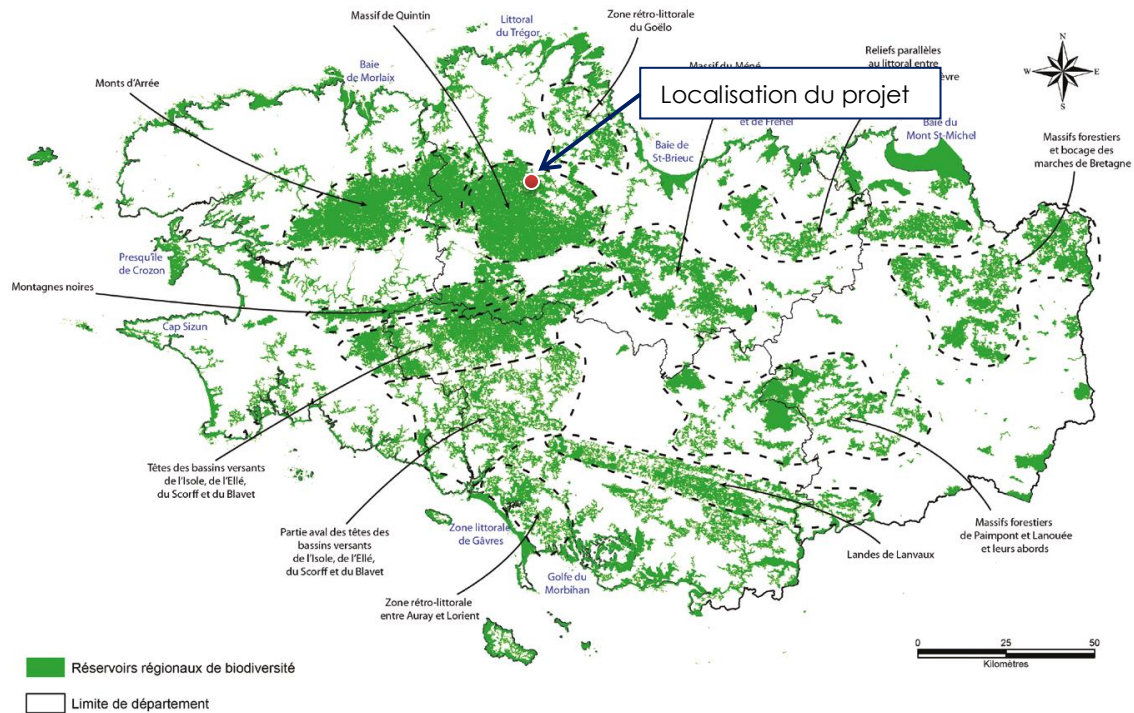 Massif de Quintin
Littoral
du Trégor
Zone rétro-littorale
du Goëlo
Reliefs parallèles
au littoral entre
Monts d'Arrée
Baie
de Morlaix
Massif du Méné
Localisation du projet
et de Fréhel
Baie du
Mont St-Michel
Baie de
St-Brieuc
Massifs forestiers
et bocage des
marches de Bretagne
N
W
E
S
Presqu'île
de Crozon
Montagnes noires
Cap Sizun
Têtes des bassins versants
de l'Isole, de l'Ellé,
du Scorff et du Blavet
Partie aval des têtes des
bassins versants
de l'Isole, de l'Ellé,
du Scorff et du Blavet
Zone littorale
de Gâvres
Golfe du
Morbihan
Zone rétro-littorale
entre Auray et Lorient
Landes de Lanvaux
Massifs forestiers
de Paimpont et Lanouée
et leurs abords
0 25 50
Kilomètres
Réservoirs régionaux de biodiversité
Limite de département